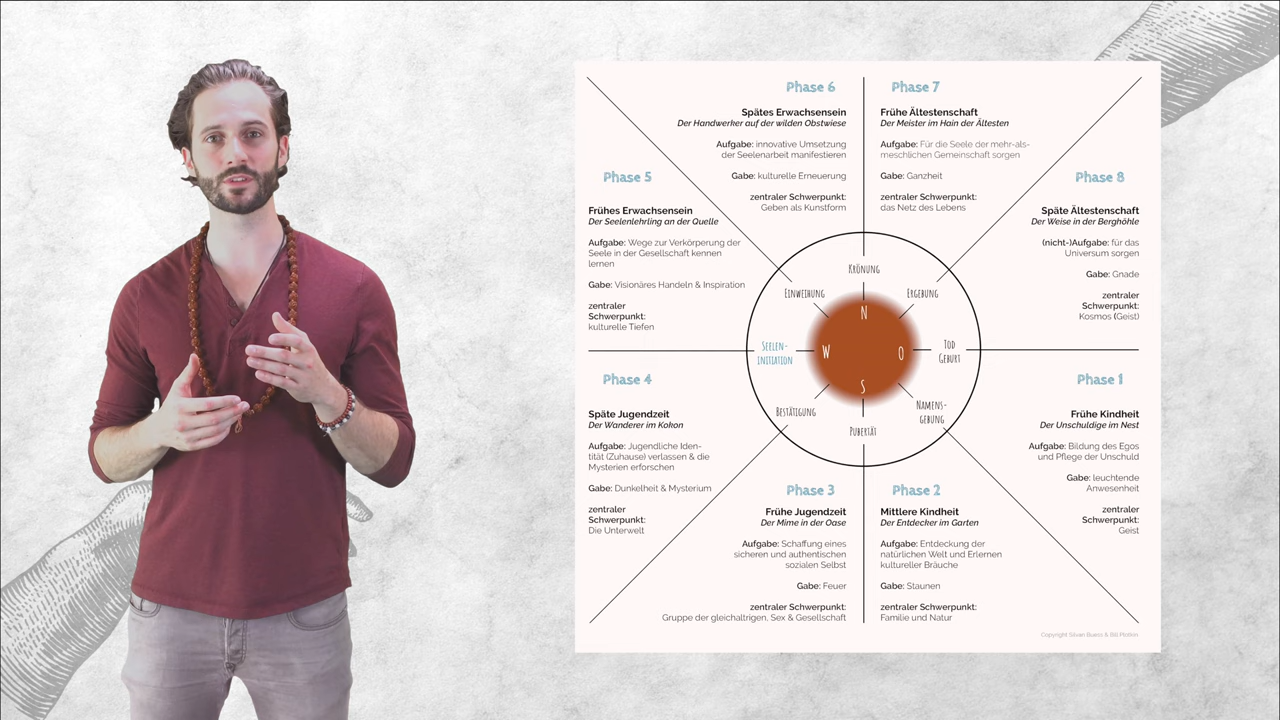 Phase 6
Spätes Erwachsensein
Der Handwerker auf der wilden Obstwiese
Aufgabe: innovative Umsetzung
der Seelenarbeit manifestieren
Gabe: kulturelle Erneuerung
zentraler Schwerpunkt:
Geben als Kunstform
Phase 7
Frühe Ältestenschaft
Der Meister im Hain der Ältesten
Aufgabe: Für die Seele der mehr-als-
meschlichen Gemeinschaft sorgen
Gabe: Ganzheit
zentraler Schwerpunkt:
das Netz des Lebens
Phase 5
Frühes Erwachsensein
Der Seelenlehrling an der Quelle
Aufgabe: Wege zur Verkörperung der
Seele in der Gesellschaft kennen
lernen
Gabe: Visionäres Handeln & Inspiration
zentraler
Schwerpunkt:
kulturelle Tiefen
Phase 8
Späte Ältestenschaft
Der Weise in der Berghöhle
(nicht-)Aufgabe: für das
Universum sorgen
Gabe: Gnade
zentraler
Schwerpunkt:
Kosmos (Geist)
Krönung
Einweihung
Ergebung
N
Seelen-
initiation
W
O
Tod
Geburt
S
Bestätigung
Namens-
gebung
Pubertät
Phase 4
Späte Jugendzeit
Der Wanderer im Kokon
Aufgabe: Jugendliche Iden-
tität (Zuhause) verlassen & die
Mysterien erforschen
Gabe: Dunkelheit & Mysterium
zentraler
Schwerpunkt:
Die Unterwelt
Phase 1
Frühe Kindheit
Der Unschuldige im Nest
Aufgabe: Bildung des Egos
und Pflege der Unschuld
Gabe: leuchtende
Anwesenheit
zentraler
Schwerpunkt:
Geist
Phase 3
Frühe Jugendzeit
Der Mime in der Oase
Aufgabe: Schaffung eines
sicheren und authentischen
sozialen Selbst
Gabe: Feuer
zentraler Schwerpunkt:
Gruppe der gleichaltrigen, Sex & Gesellschaft
Phase 2
Mittlere Kindheit
Der Entdecker im Garten
Aufgabe: Entdeckung der
natürlichen Welt und Erlernen
kultureller Bräuche
Gabe: Staunen
zentraler Schwerpunkt:
Familie und Natur
Copyright Silvan Buess & Bill Plotkin